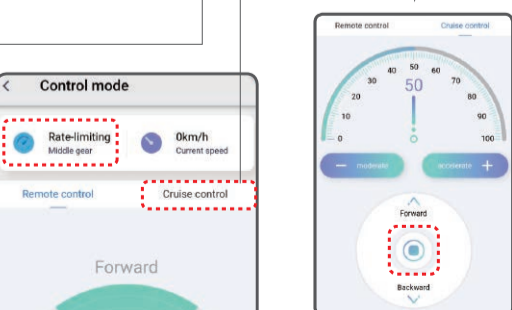 < Control mode
Rate-limiting
Middle gear
0km/h
Current speed
Remote control
Cruise control
Forward
Remote control
Cruise control
0
10
20
30
40
50
60
70
80
90
100
50
— moderate
accelerate +
Forward
Backward